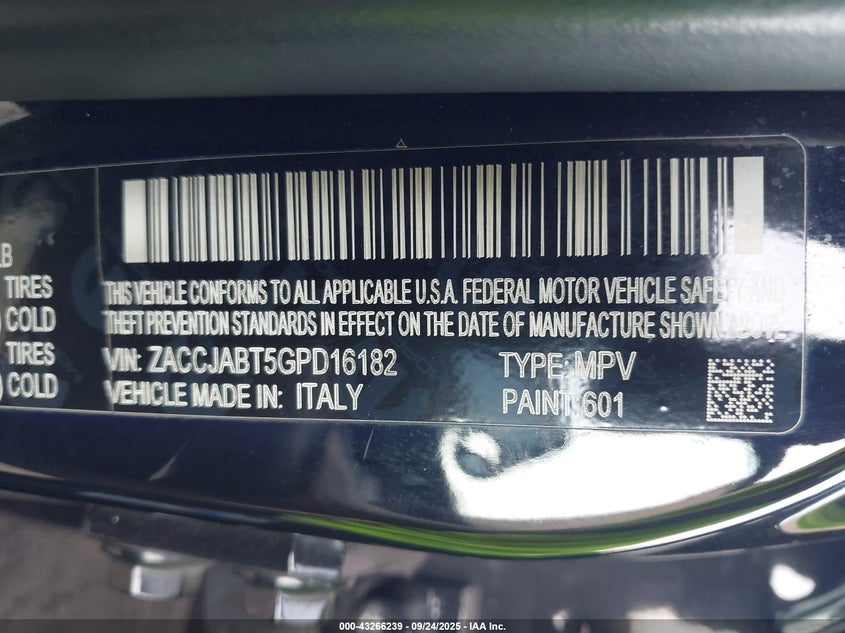 LB
TIRES
COLD
TIRES
COLD
THIS VEHICLE CONFORMS TO ALL APPLICABLE U.S.A. FEDERAL MOTOR VEHICLE SAFETY AND
THEFT PREVENTION STANDARDS IN EFFECT ON THE DATE OF MANUFACTURE SHOWN ABOVE
VIN: ZACCJABT5GPD16182 TYPE: MPV
VEHICLE MADE IN: ITALY PAINT: 601
000-43266239 - 09/24/2025 - IAA Inc.